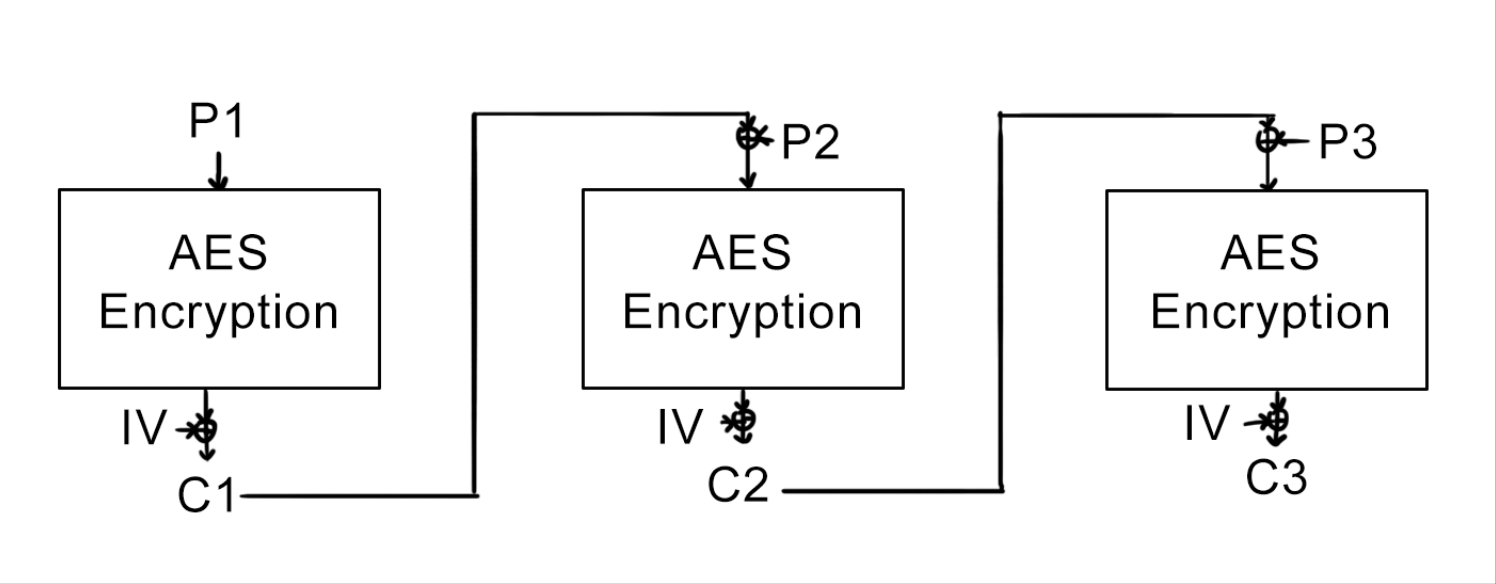 P1
P2
P3
AES
Encryption
AES
Encryption
AES
Encryption
IV
IV
IV
C1
C2
C3